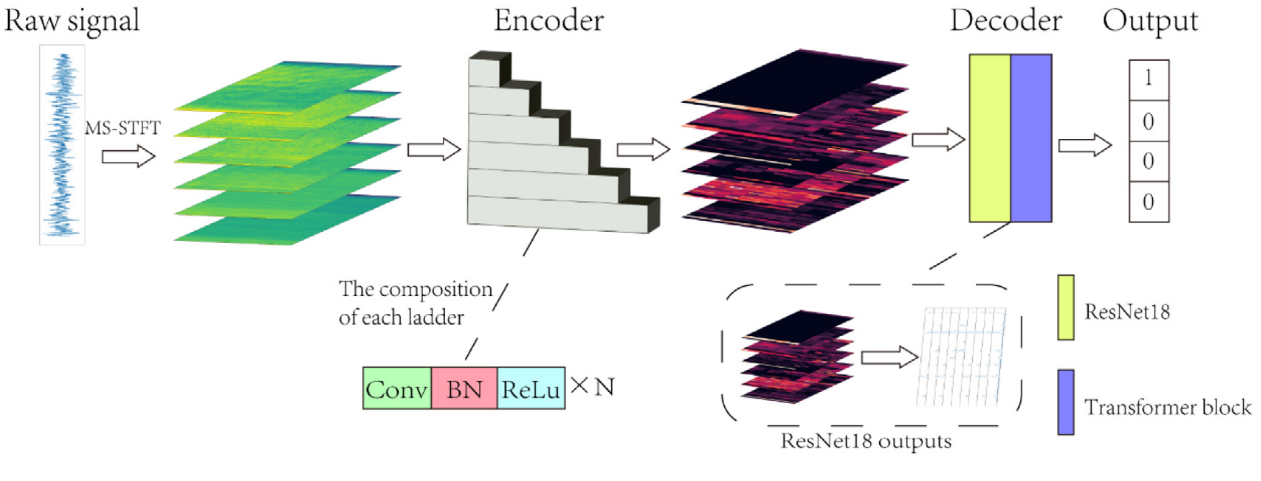 Raw signal
Encoder
Decoder
Output
MS-STFT
1
0
0
0
The composition
of each ladder
Conv BN ReLu ×N
ResNet18 outputs
ResNet18
Transformer block